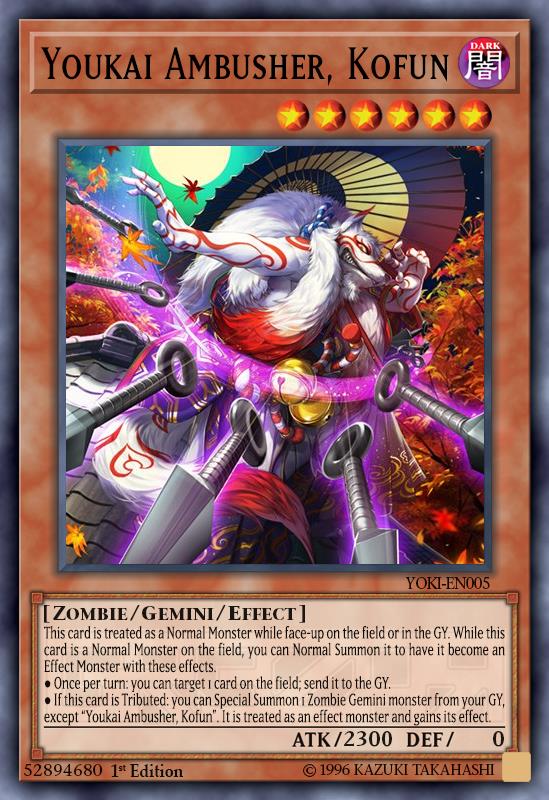 Youkai Ambusher, Kofun
DARK
闇
YOKI-EN005
[Zombie/Gemini/Effect]
This card is treated as a Normal Monster while face-up on the field or in the GY. While this
card is a Normal Monster on the field, you can Normal Summon it to have it become an
Effect Monster with these effects.
● Once per turn: you can target 1 card on the field; send it to the GY.
● If this card is Tributed: you can Special Summon 1 Zombie Gemini monster from your GY,
except “Youkai Ambusher, Kofun”. It is treated as an effect monster and gains its effect.
ATK/2300 DEF/ 0
52894680 1st Edition © 1996 KAZUKI TAKAHASHI